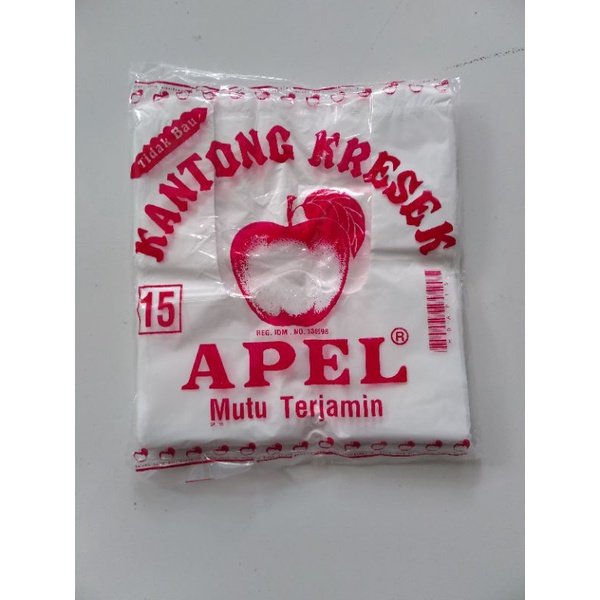 Tidak Bau
KANTONG KRESEK
15
APEL®
Mutu Terjamin